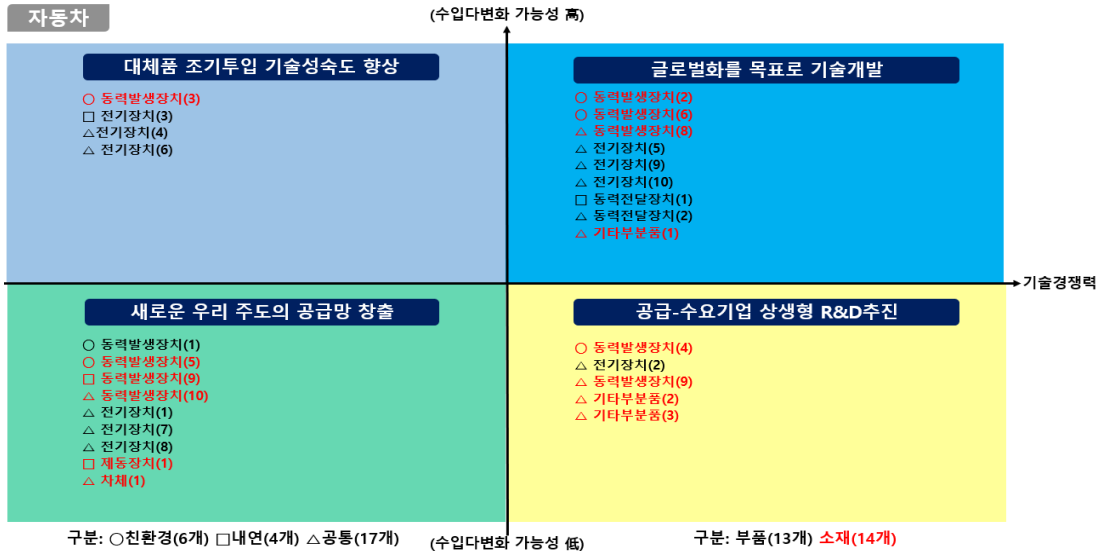 자동차
(수입다변화 가능성 高)
대체품 조기투입 기술성숙도 향상
○ 동력발생장치(3)
□ 전기장치(3)
△전기장치(4)
△ 전기장치(6)
글로벌화를 목표로 기술개발
○ 동력발생장치(2)
○ 동력발생장치(6)
△ 동력발생장치(8)
△ 전기장치(5)
△ 전기장치(9)
△ 전기장치(10)
□ 동력전달장치(1)
△ 동력전달장치(2)
△ 기타부분품(1)
기술경쟁력
새로운 우리 주도의 공급망 창출
○ 동력발생장치(1)
○ 동력발생장치(5)
□ 동력발생장치(9)
△ 동력발생장치(10)
△ 전기장치(1)
△ 전기장치(7)
△ 전기장치(8)
□ 제동장치(1)
△ 차체(1)
공급-수요기업 상생형 R&D추진
○ 동력발생장치(4)
△ 전기장치(2)
△ 동력발생장치(9)
△ 기타부분품(2)
△ 기타부분품(3)
구분: ○친환경(6개) □내연(4개) △공통(17개)
(수입다변화 가능성 低)
구분: 부품(13개) 소재(14개)